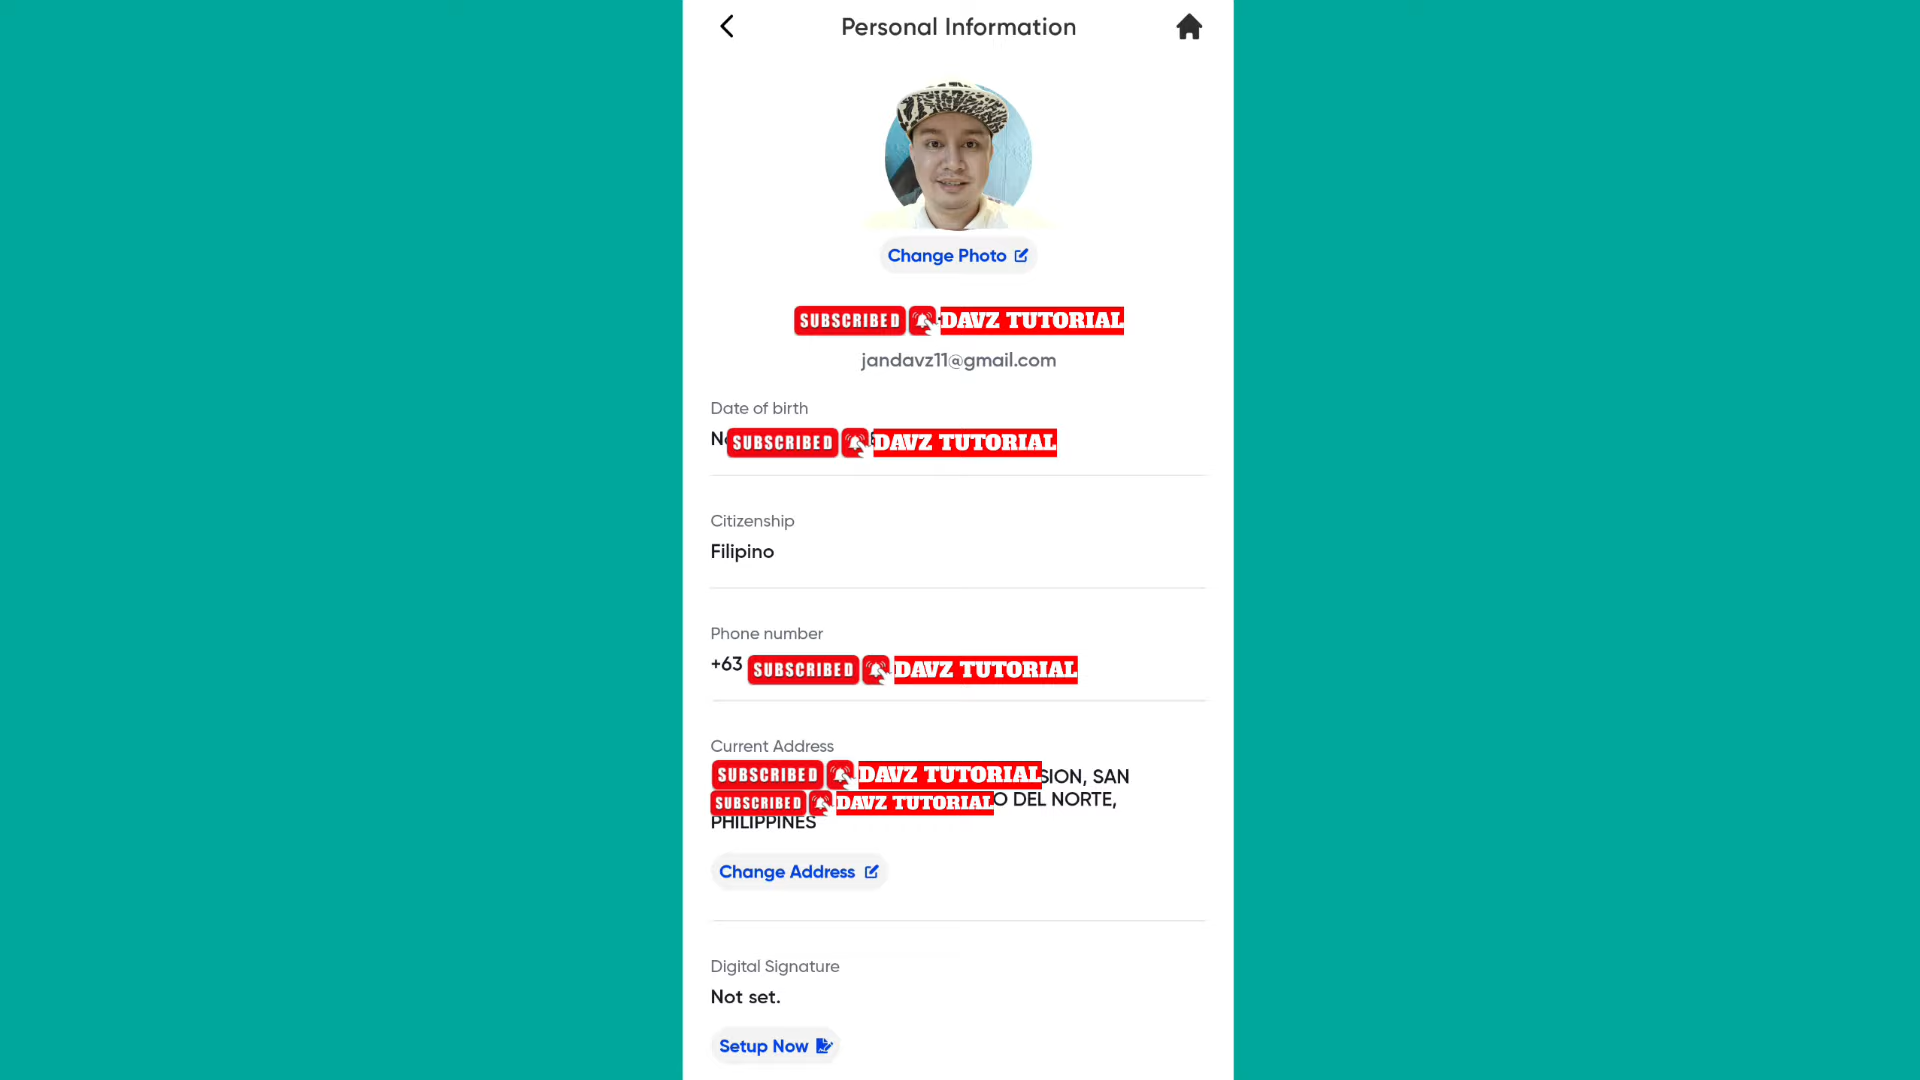 Personal Information
Change Photo
SUBSCRIBED DAVZ TUTORIAL
jandavz11@gmail.com
Date of birth
SUBSCRIBED DAVZ TUTORIAL
Citizenship
Filipino
Phone number
+63 SUBSCRIBED DAVZ TUTORIAL
Current Address
SUBSCRIBED DAVZ TUTORIAL SION, SAN
SUBSCRIBED DAVZ TUTORIAL O DEL NORTE,
PHILIPPINES
Change Address
Digital Signature
Not set.
Setup Now